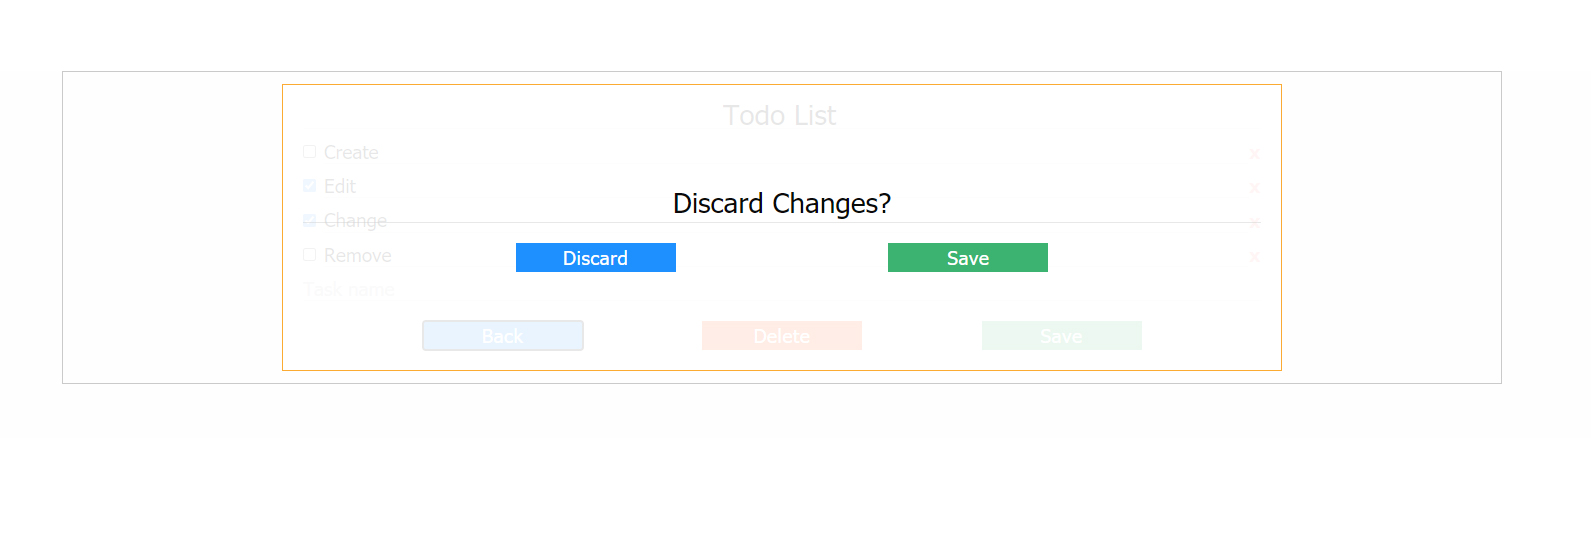 Todo List
Create x
Edit x
Discard Changes?
Change x
Discard Save
Remove x
Task name
Back Delete Save